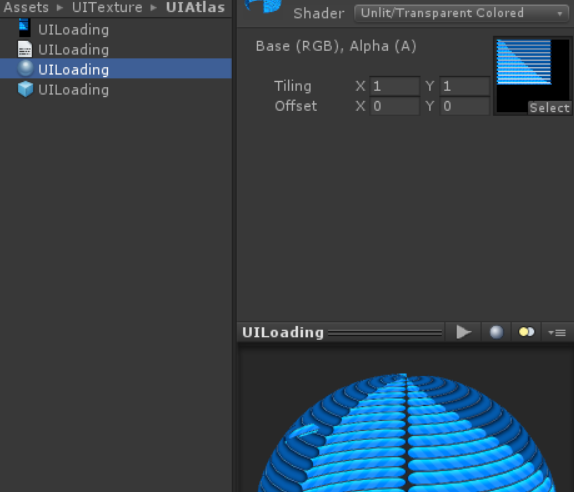 Assets ▸ UITexture ▸ UIAtlas
UILoading
UILoading
UILoading
UILoading
Shader Unlit/Transparent Colored
Base (RGB), Alpha (A)
Tiling X 1 Y 1
Offset X 0 Y 0
Select
UILoading